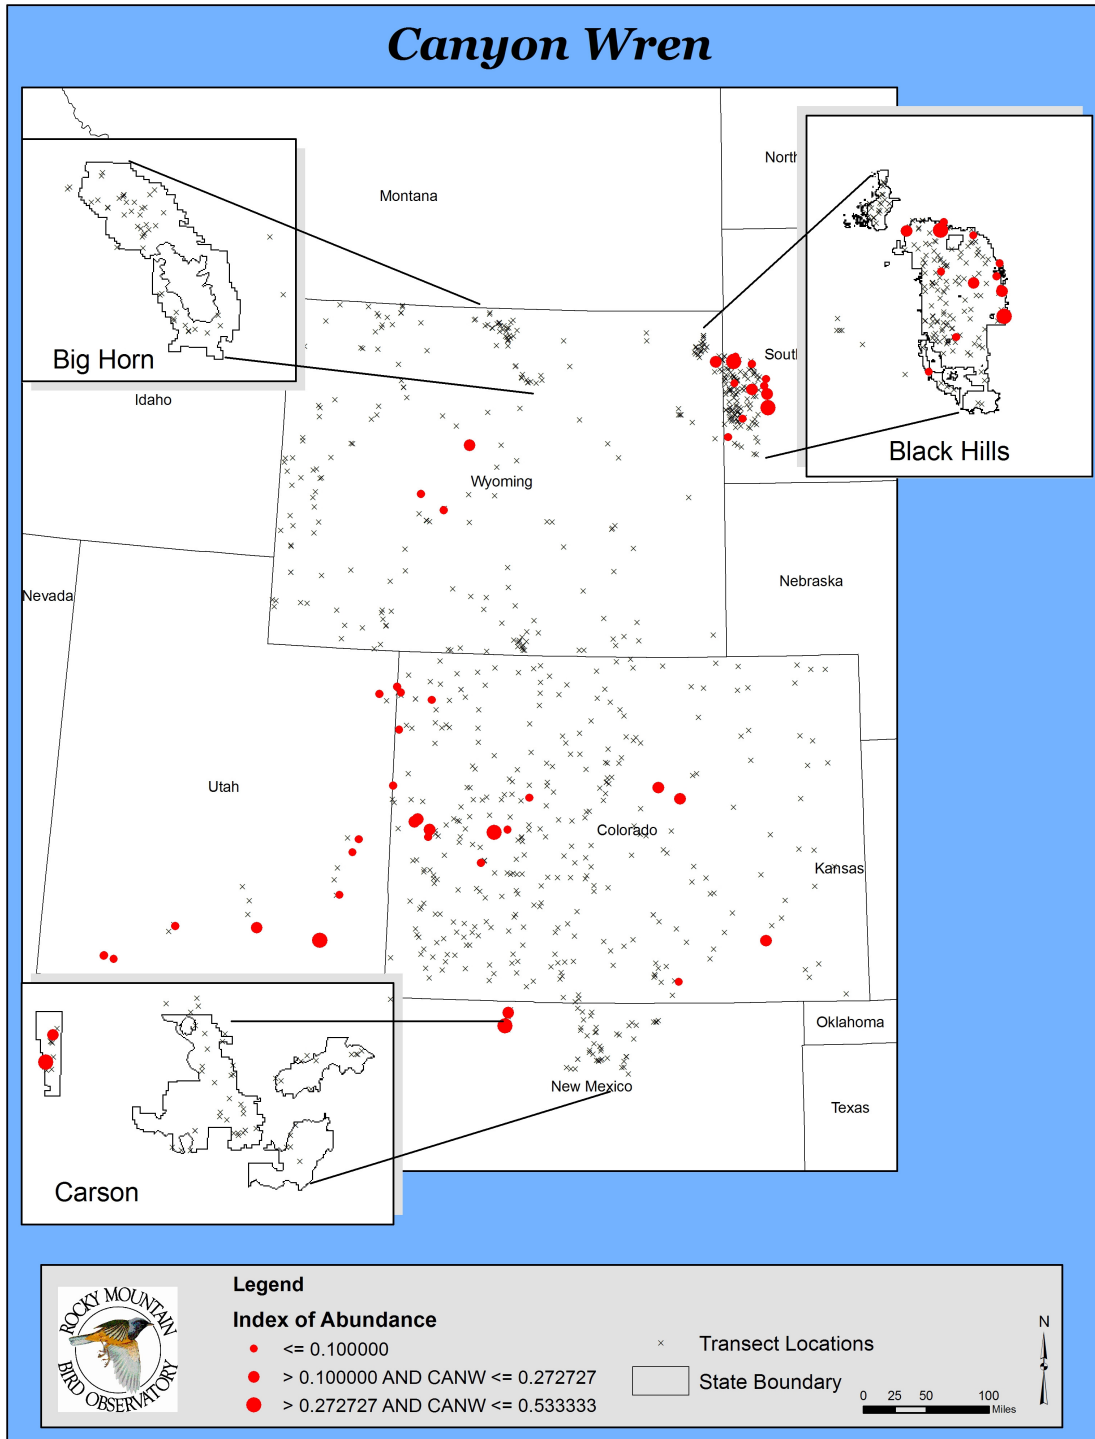 Canyon Wren
North
Montana
Big Horn
Idaho
South
Black Hills
Wyoming
Nevada
Nebraska
Utah
Colorado
Kansas
Oklahoma
New Mexico
Texas
Carson
Legend
Index of Abundance
<= 0.100000
> 0.100000 AND CANW <= 0.272727
> 0.272727 AND CANW <= 0.533333
Transect Locations
State Boundary
ROCKY MOUNTAIN
BIRD OBSERVATORY
N
0 25 50 100
Miles